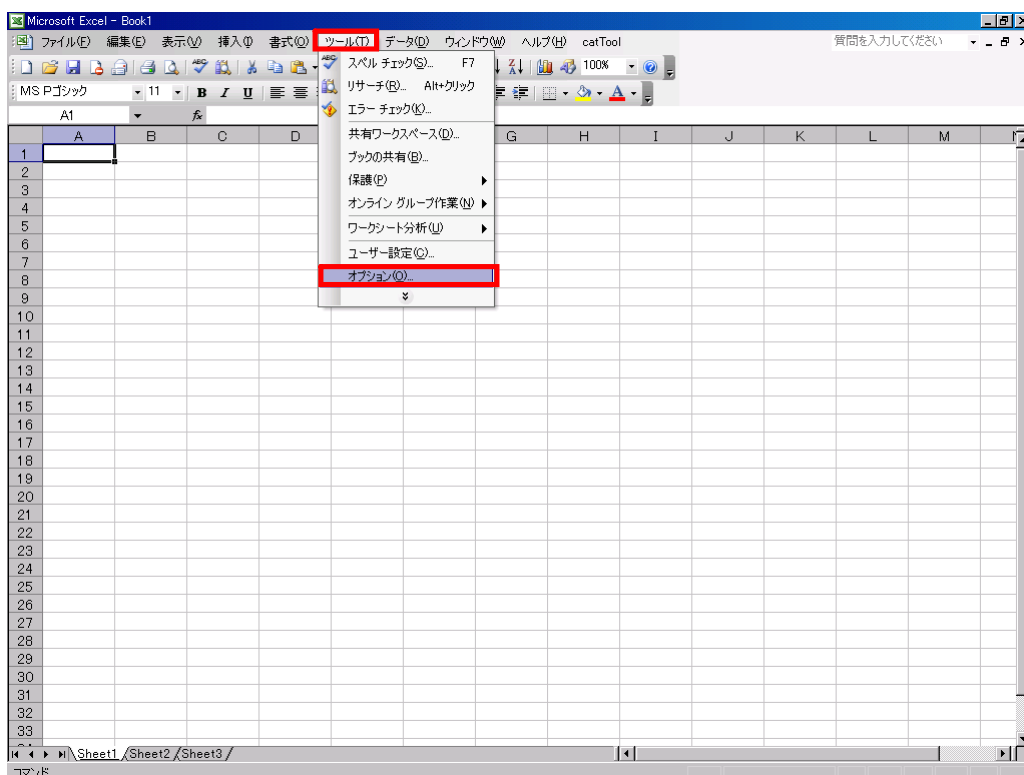 Microsoft Excel - Book1
ファイル(F) 編集(E) 表示(V) 挿入(I) 書式(O) ツール(T) データ(D) ウィンドウ(W) ヘルプ(H) catTool 質問を入力してください
100%
MS Pゴシック 11 B I U
A1 fx
スペル チェック(S)... F7
リサーチ(R)... Alt+クリック
エラー チェック(K)...
共有ワークスペース(D)...
ブックの共有(B)...
保護(P)
オンライン グループ作業(N)
ワークシート分析(U)
ユーザー設定(C)...
オプション(O)...
A B C D G H I J K L M
1
2
3
4
5
6
7
8
9
10
11
12
13
14
15
16
17
18
19
20
21
22
23
24
25
26
27
28
29
30
31
32
33
Sheet1 Sheet2 Sheet3
コマンド